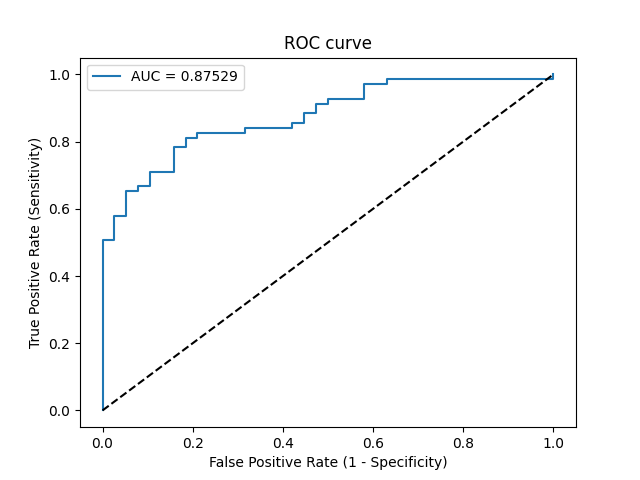 ROC curve
AUC = 0.87529
True Positive Rate (Sensitivity)
1.0
0.8
0.6
0.4
0.2
0.0
0.0 0.2 0.4 0.6 0.8 1.0
False Positive Rate (1 - Specificity)